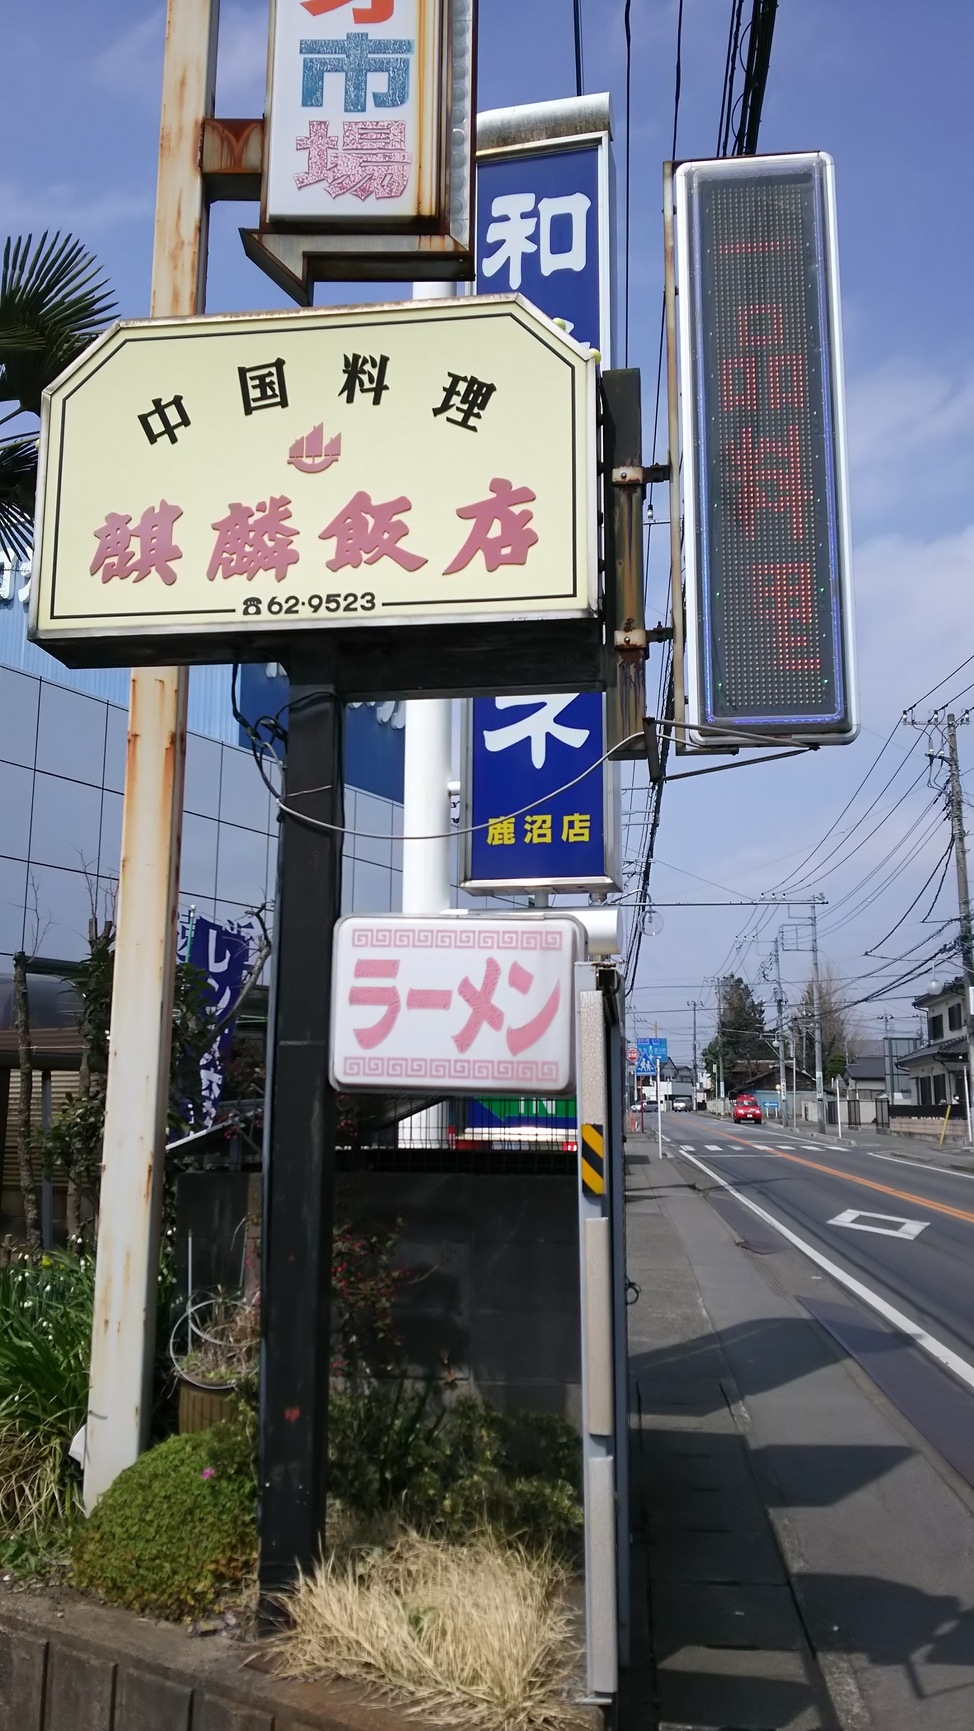 市場
和
中国料理
麒麟飯店
☎62・9523
一品料理
ネ
鹿沼店
ラーメン